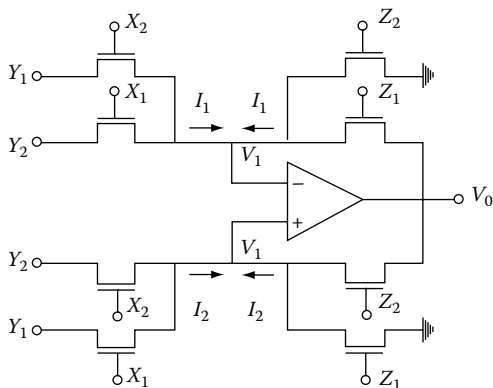 X2 Z2
Y1
X1 I1 I1 Z1
Y2
V1
− V0
+
V1
Y2
X2 I2 I2 Z2
Y1
X1 Z1